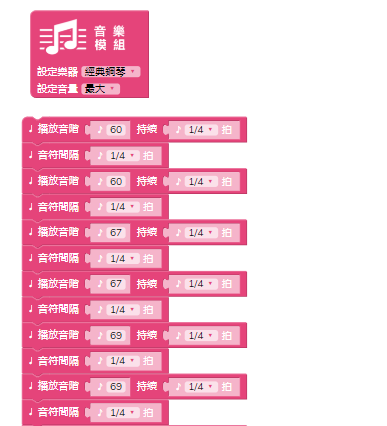 音樂
模組
設定樂器 經典鋼琴
設定音量 最大
播放音階 60 持續 1/4 拍
音符間隔 1/4 拍
播放音階 60 持續 1/4 拍
音符間隔 1/4 拍
播放音階 67 持續 1/4 拍
音符間隔 1/4 拍
播放音階 67 持續 1/4 拍
音符間隔 1/4 拍
播放音階 69 持續 1/4 拍
音符間隔 1/4 拍
播放音階 69 持續 1/4 拍
音符間隔 1/4 拍